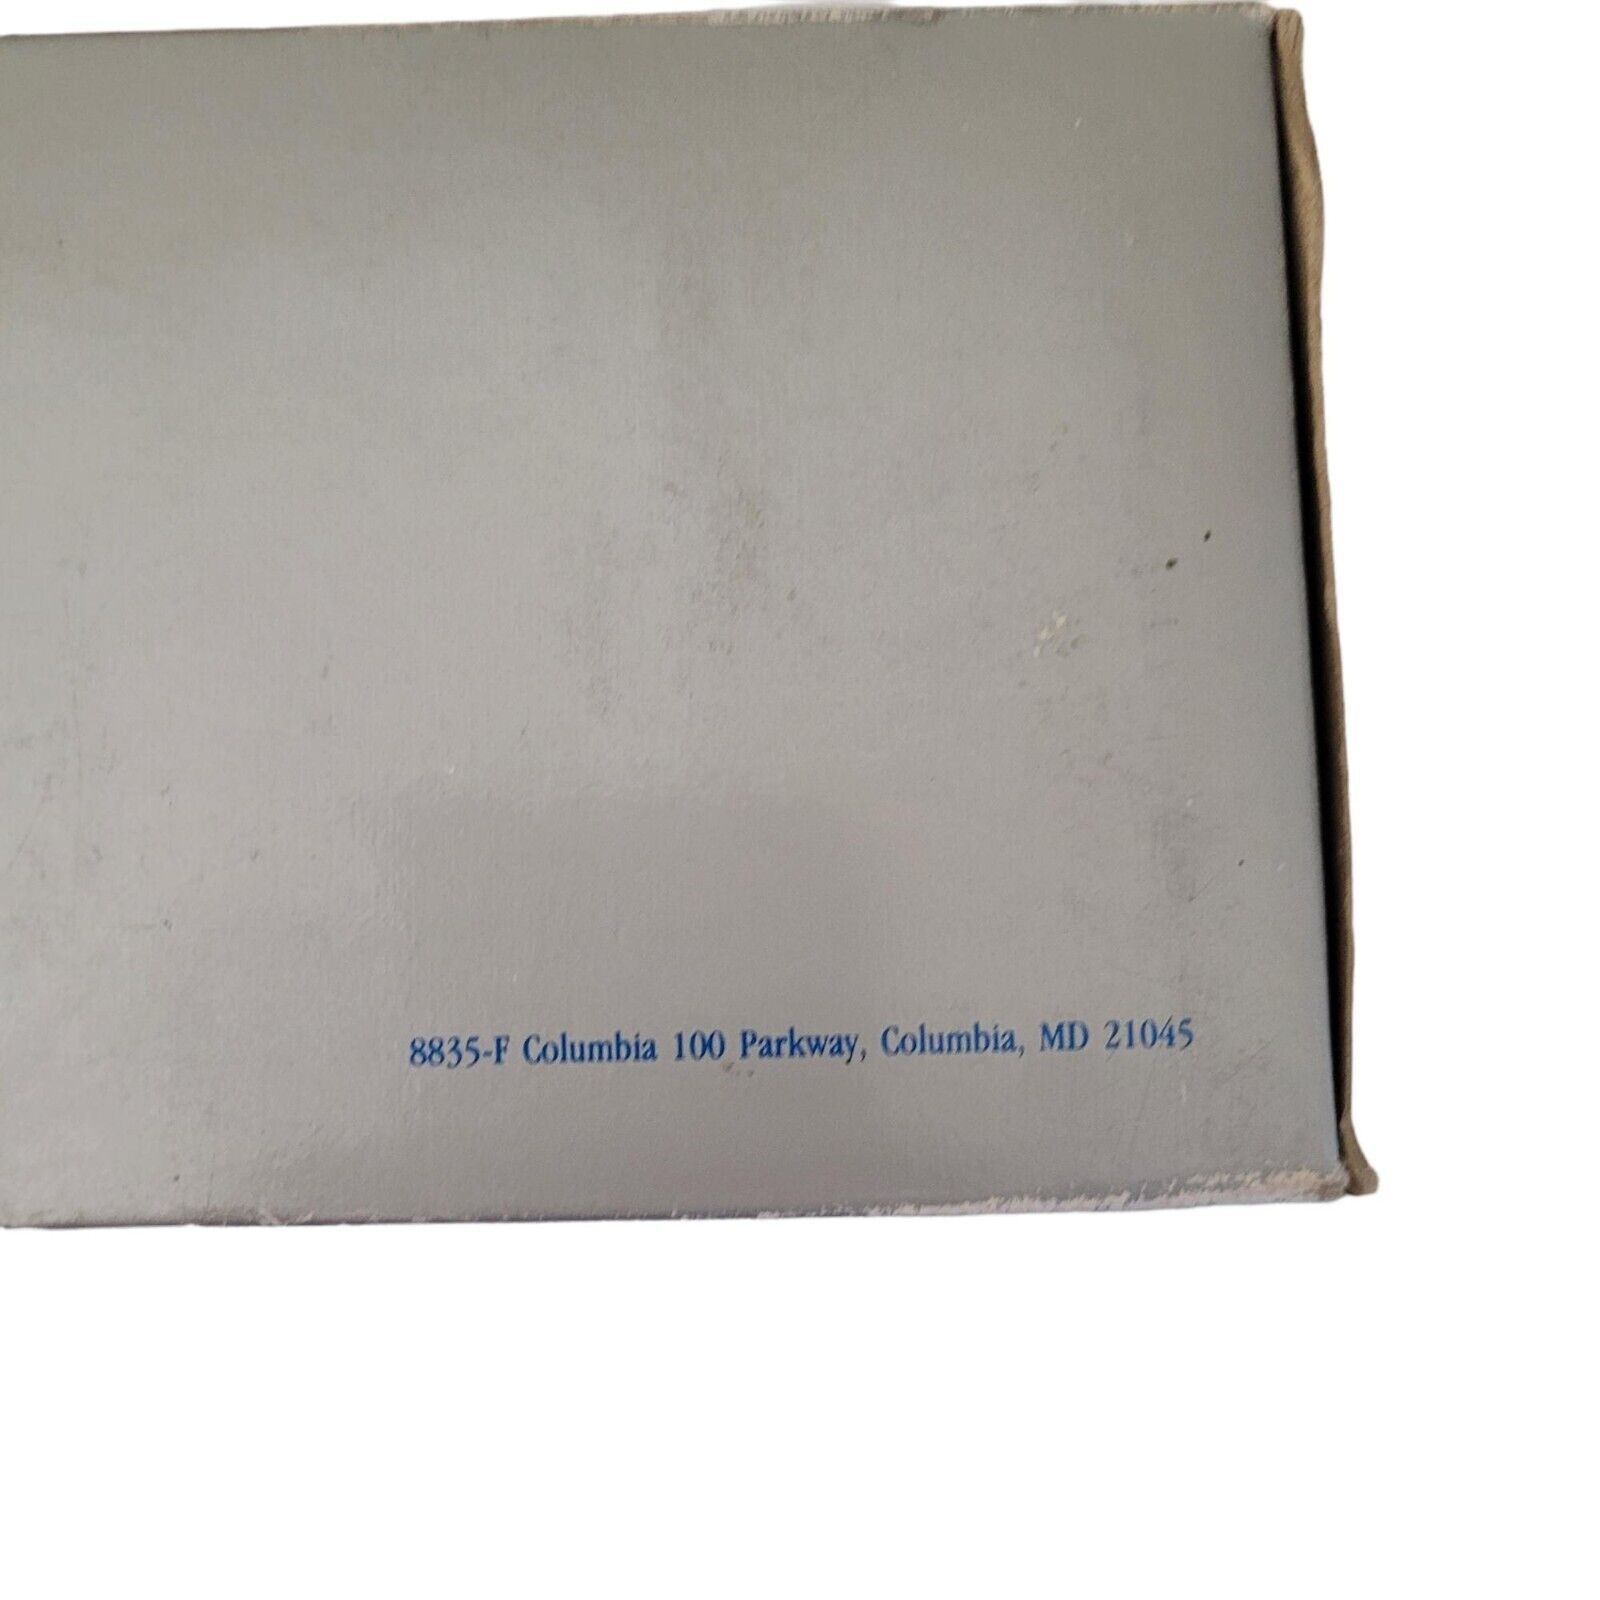 8835-F Columbia 100 Parkway, Columbia, MD 21045